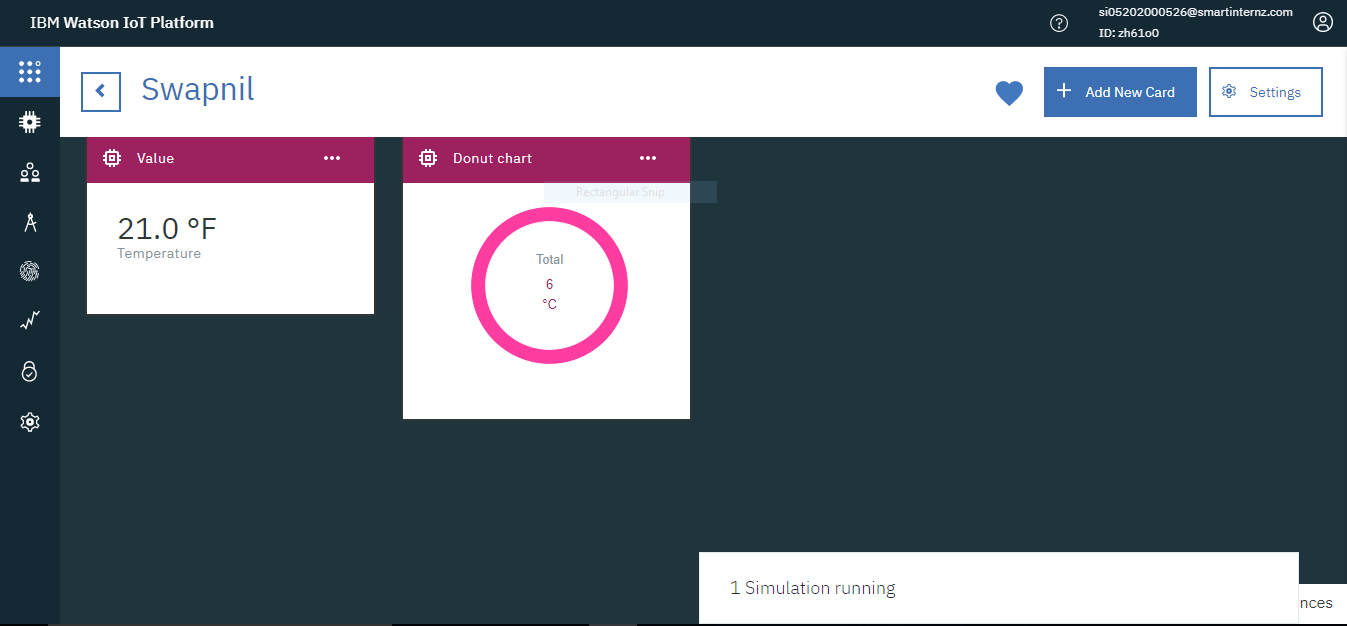 IBM Watson IoT Platform
si05202000526@smartinternz.com
ID: zh61o0
Swapnil
Add New Card
Settings
Value
Donut chart
Rectangular Snip
21.0 °F
Temperature
Total
6
°C
1 Simulation running
nces